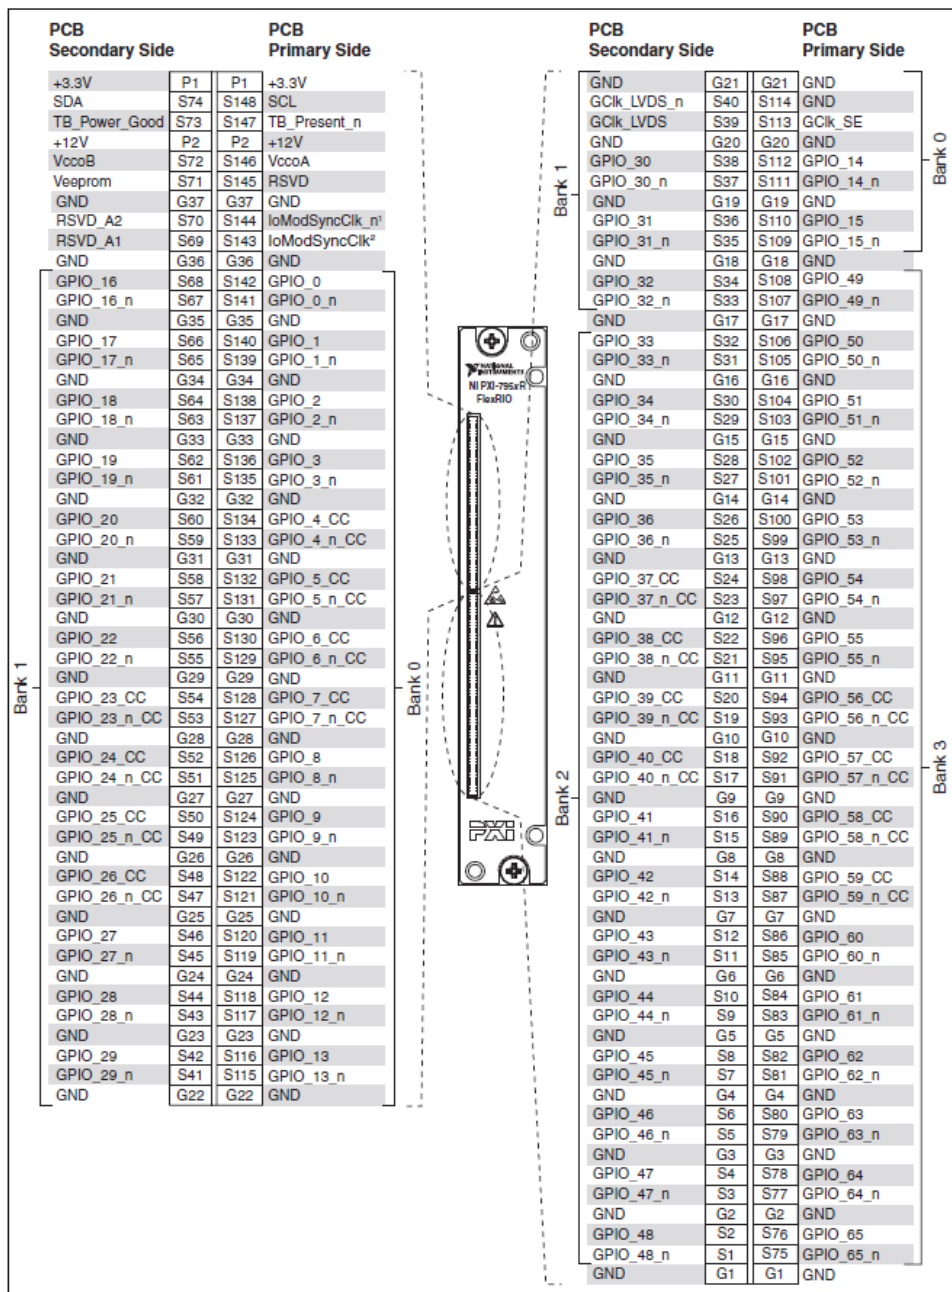 PCB Secondary Side PCB Primary Side
+3.3V P1 P1 +3.3V
SDA S74 S148 SCL
TB_Power_Good S73 S147 TB_Present_n
+12V P2 P2 +12V
VccoB S72 S146 VccoA
Veeprom S71 S145 RSVD
GND G37 G37 GND
RSVD_A2 S70 S144 IoModSyncClk_n¹
RSVD_A1 S69 S143 IoModSyncClk²
GND G36 G36 GND
GPIO_16 S68 S142 GPIO_0
GPIO_16_n S67 S141 GPIO_0_n
GND G35 G35 GND
GPIO_17 S66 S140 GPIO_1
GPIO_17_n S65 S139 GPIO_1_n
GND G34 G34 GND
GPIO_18 S64 S138 GPIO_2
GPIO_18_n S63 S137 GPIO_2_n
GND G33 G33 GND
GPIO_19 S62 S136 GPIO_3
GPIO_19_n S61 S135 GPIO_3_n
GND G32 G32 GND
GPIO_20 S60 S134 GPIO_4_CC
GPIO_20_n S59 S133 GPIO_4_n_CC
GND G31 G31 GND
GPIO_21 S58 S132 GPIO_5_CC
GPIO_21_n S57 S131 GPIO_5_n_CC
GND G30 G30 GND
GPIO_22 S56 S130 GPIO_6_CC
GPIO_22_n S55 S129 GPIO_6_n_CC
GND G29 G29 GND
GPIO_23_CC S54 S128 GPIO_7_CC
GPIO_23_n_CC S53 S127 GPIO_7_n_CC
GND G28 G28 GND
GPIO_24_CC S52 S126 GPIO_8
GPIO_24_n_CC S51 S125 GPIO_8_n
GND G27 G27 GND
GPIO_25_CC S50 S124 GPIO_9
GPIO_25_n_CC S49 S123 GPIO_9_n
GND G26 G26 GND
GPIO_26_CC S48 S122 GPIO_10
GPIO_26_n_CC S47 S121 GPIO_10_n
GND G25 G25 GND
GPIO_27 S46 S120 GPIO_11
GPIO_27_n S45 S119 GPIO_11_n
GND G24 G24 GND
GPIO_28 S44 S118 GPIO_12
GPIO_28_n S43 S117 GPIO_12_n
GND G23 G23 GND
GPIO_29 S42 S116 GPIO_13
GPIO_29_n S41 S115 GPIO_13_n
GND G22 G22 GND
Bank 1
Bank 0
NATIONAL
INSTRUMENTS
NI PXI-795xR
FlexRIO
PXI
PCB Secondary Side PCB Primary Side
GND G21 G21 GND
GClk_LVDS_n S40 S114 GND
GClk_LVDS S39 S113 GClk_SE
GND G20 G20 GND
GPIO_30 S38 S112 GPIO_14
GPIO_30_n S37 S111 GPIO_14_n
GND G19 G19 GND
GPIO_31 S36 S110 GPIO_15
GPIO_31_n S35 S109 GPIO_15_n
GND G18 G18 GND
GPIO_32 S34 S108 GPIO_49
GPIO_32_n S33 S107 GPIO_49_n
GND G17 G17 GND
GPIO_33 S32 S106 GPIO_50
GPIO_33_n S31 S105 GPIO_50_n
GND G16 G16 GND
GPIO_34 S30 S104 GPIO_51
GPIO_34_n S29 S103 GPIO_51_n
GND G15 G15 GND
GPIO_35 S28 S102 GPIO_52
GPIO_35_n S27 S101 GPIO_52_n
GND G14 G14 GND
GPIO_36 S26 S100 GPIO_53
GPIO_36_n S25 S99 GPIO_53_n
GND G13 G13 GND
GPIO_37_CC S24 S98 GPIO_54
GPIO_37_n_CC S23 S97 GPIO_54_n
GND G12 G12 GND
GPIO_38_CC S22 S96 GPIO_55
GPIO_38_n_CC S21 S95 GPIO_55_n
GND G11 G11 GND
GPIO_39_CC S20 S94 GPIO_56_CC
GPIO_39_n_CC S19 S93 GPIO_56_n_CC
GND G10 G10 GND
GPIO_40_CC S18 S92 GPIO_57_CC
GPIO_40_n_CC S17 S91 GPIO_57_n_CC
GND G9 G9 GND
GPIO_41 S16 S90 GPIO_58_CC
GPIO_41_n S15 S89 GPIO_58_n_CC
GND G8 G8 GND
GPIO_42 S14 S88 GPIO_59_CC
GPIO_42_n S13 S87 GPIO_59_n_CC
GND G7 G7 GND
GPIO_43 S12 S86 GPIO_60
GPIO_43_n S11 S85 GPIO_60_n
GND G6 G6 GND
GPIO_44 S10 S84 GPIO_61
GPIO_44_n S9 S83 GPIO_61_n
GND G5 G5 GND
GPIO_45 S8 S82 GPIO_62
GPIO_45_n S7 S81 GPIO_62_n
GND G4 G4 GND
GPIO_46 S6 S80 GPIO_63
GPIO_46_n S5 S79 GPIO_63_n
GND G3 G3 GND
GPIO_47 S4 S78 GPIO_64
GPIO_47_n S3 S77 GPIO_64_n
GND G2 G2 GND
GPIO_48 S2 S76 GPIO_65
GPIO_48_n S1 S75 GPIO_65_n
GND G1 G1 GND
Bank 1
Bank 0
Bank 2
Bank 3